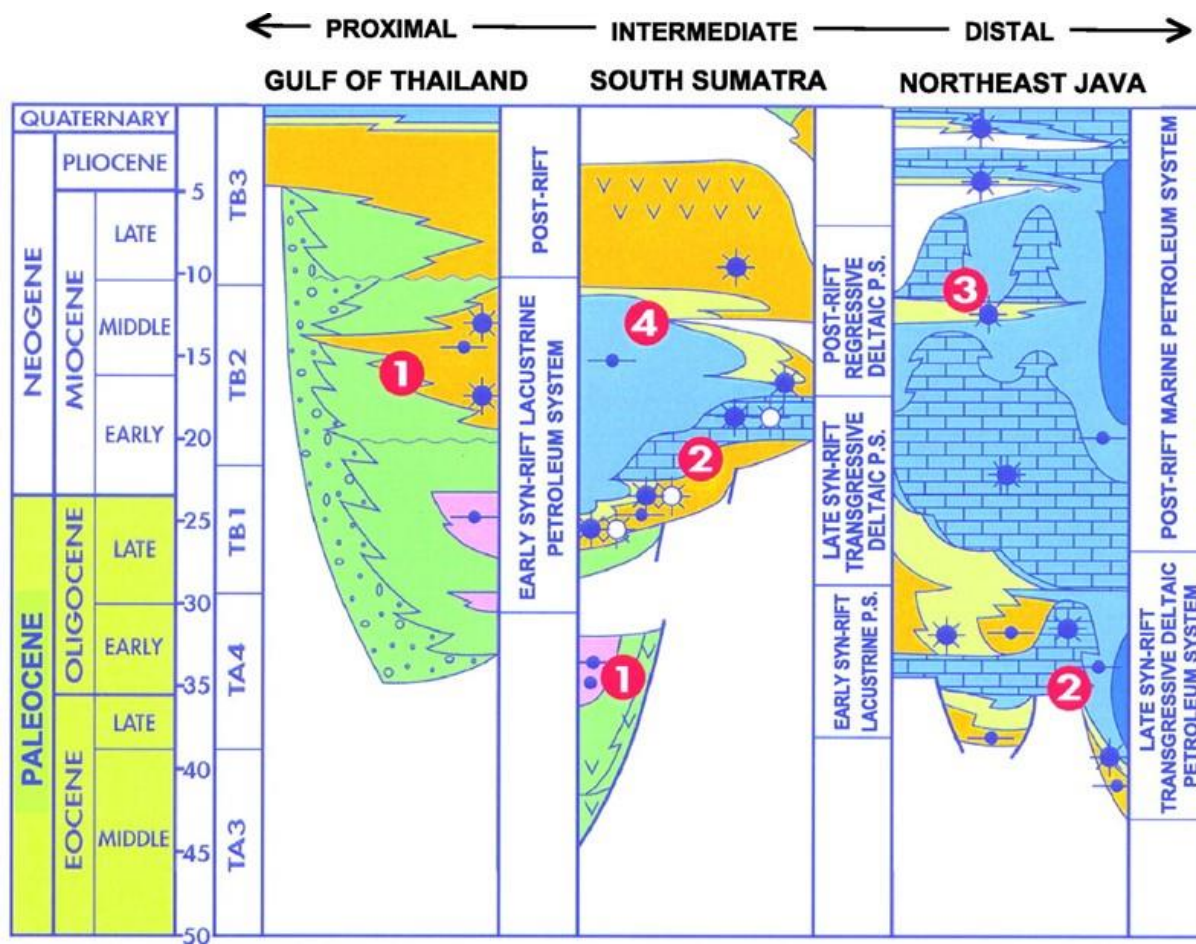 PROXIMAL INTERMEDIATE DISTAL
GULF OF THAILAND SOUTH SUMATRA NORTHEAST JAVA
QUATERNARY
NEOGENE
MIOCENE
PLIOCENE
LATE
MIDDLE
EARLY
PALEOCENE
OLIGOCENE
LATE
EARLY
EOCENE
LATE
MIDDLE
5
10
15
20
25
30
35
40
45
50
TB3
TB2
TB1
TA4
TA3
1
POST-RIFT
EARLY SYN-RIFT LACUSTRINE
PETROLEUM SYSTEM
4
2
1
POST-RIFT
REGRESSIVE
DELTAIC P.S.
LATE SYN-RIFT
TRANSGRESSIVE
DELTAIC P.S.
EARLY SYN-RIFT
LACUSTRINE P.S.
3
2
POST-RIFT MARINE PETROLEUM SYSTEM
LATE SYN-RIFT
TRANSGRESSIVE DELTAIC
PETROLEUM SYSTEM